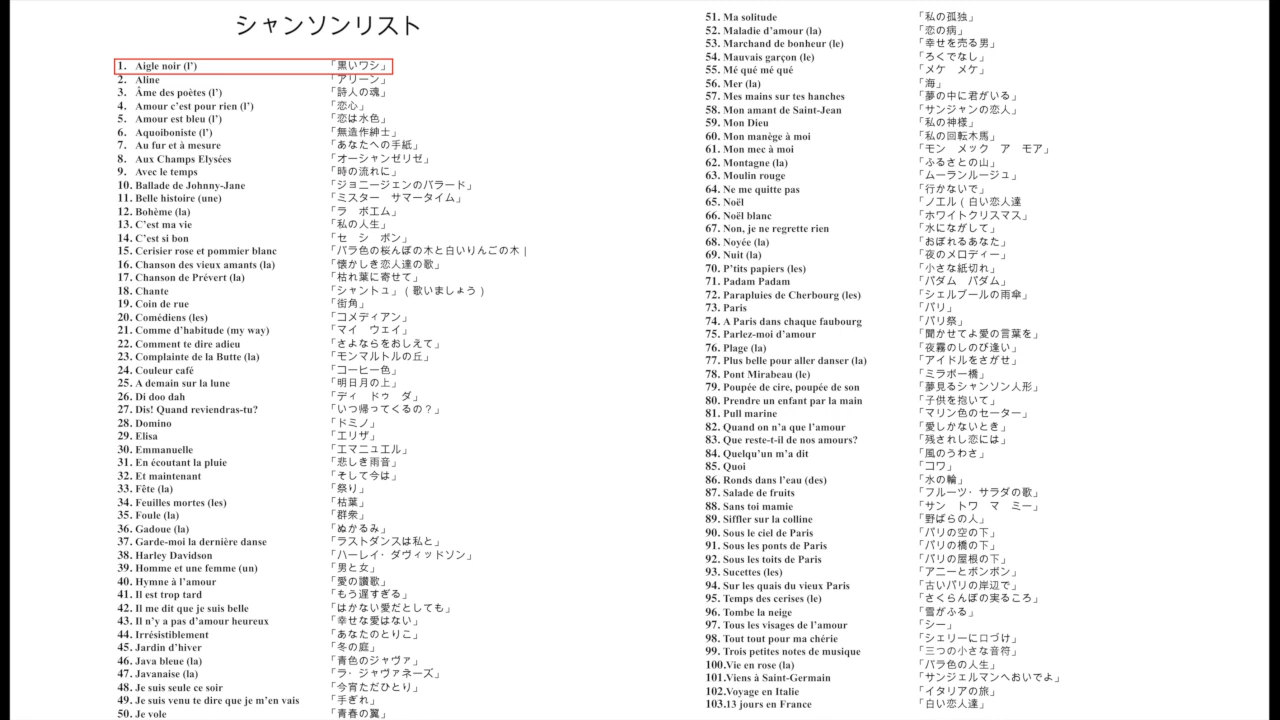 シャンソンリスト
1. Aigle noir (l’) 「黒いワシ」
2. Aline 「アリーン」
3. Âme des poètes (l’) 「詩人の魂」
4. Amour c’est pour rien (l’) 「恋心」
5. Amour est bleu (l’) 「恋は水色」
6. Aquoiboniste (l’) 「無造作紳士」
7. Au fur et à mesure 「あなたへの手紙」
8. Aux Champs Elysées 「オーシャンゼリゼ」
9. Avec le temps 「時の流れに」
10. Ballade de Johnny-Jane 「ジョニージェンのバラード」
11. Belle histoire (une) 「ミスター　サマータイム」
12. Bohème (la) 「ラ　ボエム」
13. C’est ma vie 「私の人生」
14. C’est si bon 「セ　シ　ボン」
15. Cerisier rose et pommier blanc 「バラ色の桜んぼの木と白いりんごの木｜
16. Chanson des vieux amants (la) 「懐かしき恋人達の歌」
17. Chanson de Prévert (la) 「枯れ葉に寄せて」
18. Chante 「シャントュ」(歌いましょう)
19. Coin de rue 「街角」
20. Comédiens (les) 「コメディアン」
21. Comme d’habitude (my way) 「マイ　ウェイ」
22. Comment te dire adieu 「さよならをおしえて」
23. Complainte de la Butte (la) 「モンマルトルの丘」
24. Couleur café 「コーヒー色」
25. A demain sur la lune 「明日月の上」
26. Di doo dah 「ディ　ドゥ　ダ」
27. Dis! Quand reviendras-tu? 「いつ帰ってくるの？」
28. Domino 「ドミノ」
29. Elisa 「エリザ」
30. Emmanuelle 「エマニュエル」
31. En écoutant la pluie 「悲しき雨音」
32. Et maintenant 「そして今は」
33. Fête (la) 「祭り」
34. Feuilles mortes (les) 「枯葉」
35. Foule (la) 「群衆」
36. Gadoue (la) 「ぬかるみ」
37. Garde-moi la dernière danse 「ラストダンスは私と」
38. Harley Davidson 「ハーレイ・ダヴィッドソン」
39. Homme et une femme (un) 「男と女」
40. Hymne à l’amour 「愛の讃歌」
41. Il est trop tard 「もう遅すぎる」
42. Il me dit que je suis belle 「はかない愛だとしても」
43. Il n’y a pas d’amour heureux 「幸せな愛はない」
44. Irrésistiblement 「あなたのとりこ」
45. Jardin d’hiver 「冬の庭」
46. Java bleue (la) 「青色のジャヴァ」
47. Javanaise (la) 「ラ・ジャヴァネーズ」
48. Je suis seule ce soir 「今宵ただひとり」
49. Je suis venu te dire que je m’en vais 「手ぎれ」
50. Je vole 「青春の翼」
51. Ma solitude 「私の孤独」
52. Maladie d’amour (la) 「恋の病」
53. Marchand de bonheur (le) 「幸せを売る男」
54. Mauvais garçon (le) 「ろくでなし」
55. Mé qué mé qué 「メケ　メケ」
56. Mer (la) 「海」
57. Mes mains sur tes hanches 「夢の中に君がいる」
58. Mon amant de Saint-Jean 「サンジャンの恋人」
59. Mon Dieu 「私の神様」
60. Mon manège à moi 「私の回転木馬」
61. Mon mec à moi 「モン　メック　ア　モア」
62. Montagne (la) 「ふるさとの山」
63. Moulin rouge 「ムーランルージュ」
64. Ne me quitte pas 「行かないで」
65. Noël 「ノエル(白い恋人達
66. Noël blanc 「ホワイトクリスマス」
67. Non, je ne regrette rien 「水にながして」
68. Noyée (la) 「おぼれるあなた」
69. Nuit (la) 「夜のメロディー」
70. P’tits papiers (les) 「小さな紙切れ」
71. Padam Padam 「パダム　パダム」
72. Parapluies de Cherbourg (les) 「シェルブールの雨傘」
73. Paris 「パリ」
74. A Paris dans chaque faubourg 「パリ祭」
75. Parlez-moi d’amour 「聞かせてよ愛の言葉を」
76. Plage (la) 「夜霧のしのび逢い」
77. Plus belle pour aller danser (la) 「アイドルをさがせ」
78. Pont Mirabeau (le) 「ミラボー橋」
79. Poupée de cire, poupée de son 「夢見るシャンソン人形」
80. Prendre un enfant par la main 「子供を抱いて」
81. Pull marine 「マリン色のセーター」
82. Quand on n’a que l’amour 「愛しかないとき」
83. Que reste-t-il de nos amours? 「残されし恋には」
84. Quelqu’un m’a dit 「風のうわさ」
85. Quoi 「コワ」
86. Ronds dans l’eau (des) 「水の輪」
87. Salade de fruits 「フルーツ・サラダの歌」
88. Sans toi mamie 「サン　トワ　マ　ミー」
89. Siffler sur la colline 「野ばらの人」
90. Sous le ciel de Paris 「パリの空の下」
91. Sous les ponts de Paris 「パリの橋の下」
92. Sous les toits de Paris 「パリの屋根の下」
93. Sucettes (les) 「アニーとボンボン」
94. Sur les quais du vieux Paris 「古いパリの岸辺で」
95. Temps des cerises (le) 「さくらんぼの実るころ」
96. Tombe la neige 「雪がふる」
97. Tous les visages de l’amour 「シー」
98. Tout tout pour ma chérie 「シェリーに口づけ」
99. Trois petites notes de musique 「三つの小さな音符」
100.Vie en rose (la) 「バラ色の人生」
101.Viens à Saint-Germain 「サンジェルマンへおいでよ」
102.Voyage en Italie 「イタリアの旅」
103.13 jours en France 「白い恋人達」